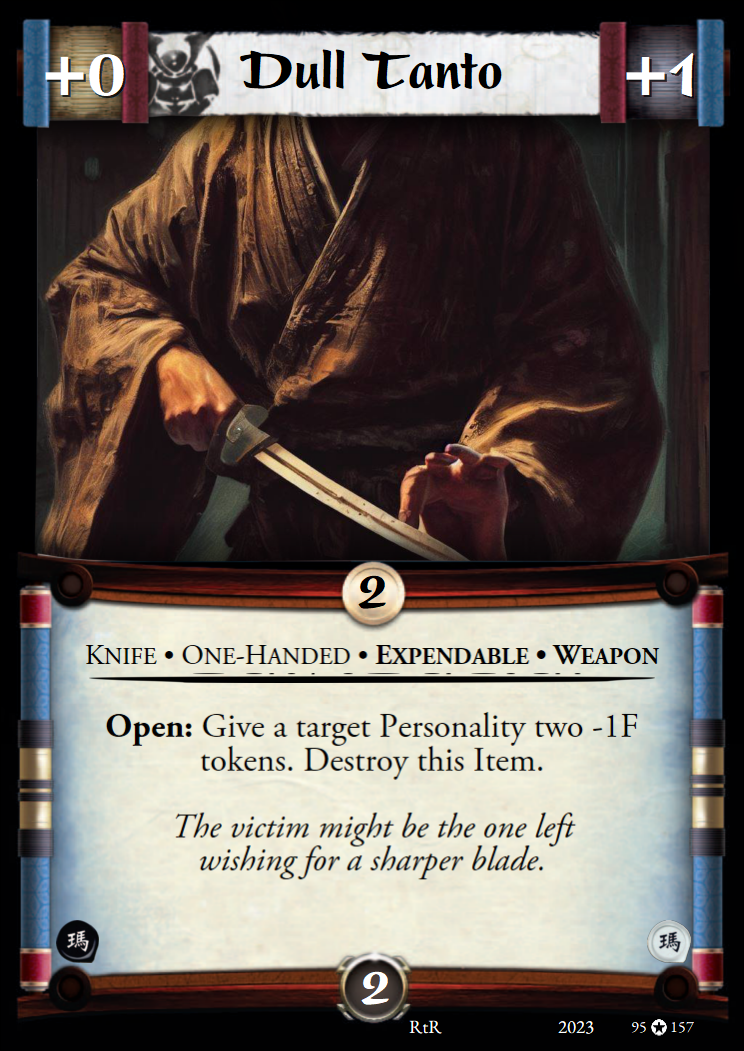 +0 Dull Tanto +1
2
KNIFE • ONE-HANDED • EXPENDABLE • WEAPON
Open: Give a target Personality two -1F
tokens. Destroy this Item.
The victim might be the one left
wishing for a sharper blade.
瑪 瑪
2
RtR 2023 95 157